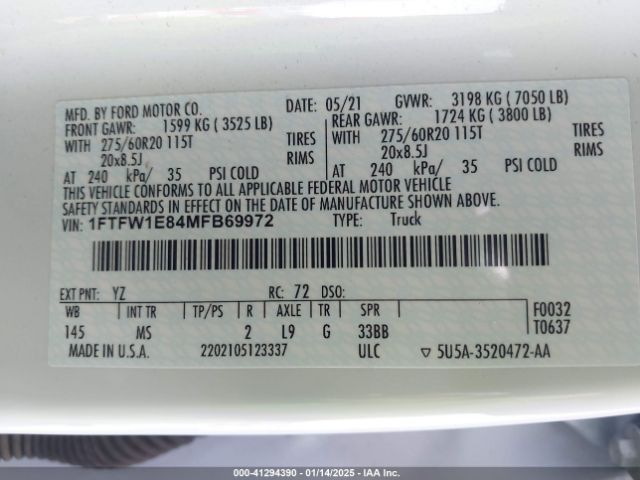 MFD. BY FORD MOTOR CO. DATE: 05/21 GVWR: 3198 KG ( 7050 LB)
FRONT GAWR: 1599 KG ( 3525 LB) REAR GAWR: 1724 KG ( 3800 LB)
WITH 275/60R20 115T TIRES WITH 275/60R20 115T TIRES
20x8.5J RIMS 20x8.5J RIMS
AT 240 kPa/ 35 PSI COLD AT 240 kPa/ 35 PSI COLD
THIS VEHICLE CONFORMS TO ALL APPLICABLE FEDERAL MOTOR VEHICLE
SAFETY STANDARDS IN EFFECT ON THE DATE OF MANUFACTURE SHOWN ABOVE.
VIN: 1FTFW1E84MFB69972 TYPE: Truck
EXT PNT: YZ RC: 72 DSO:
WB INT TR TP/PS R AXLE TR SPR F0032
145 MS 2 L9 G 33BB T0637
MADE IN U.S.A. 2202105123337 ULC ▽ 5U5A-3520472-AA
000-41294390 - 01/14/2025 - IAA Inc.